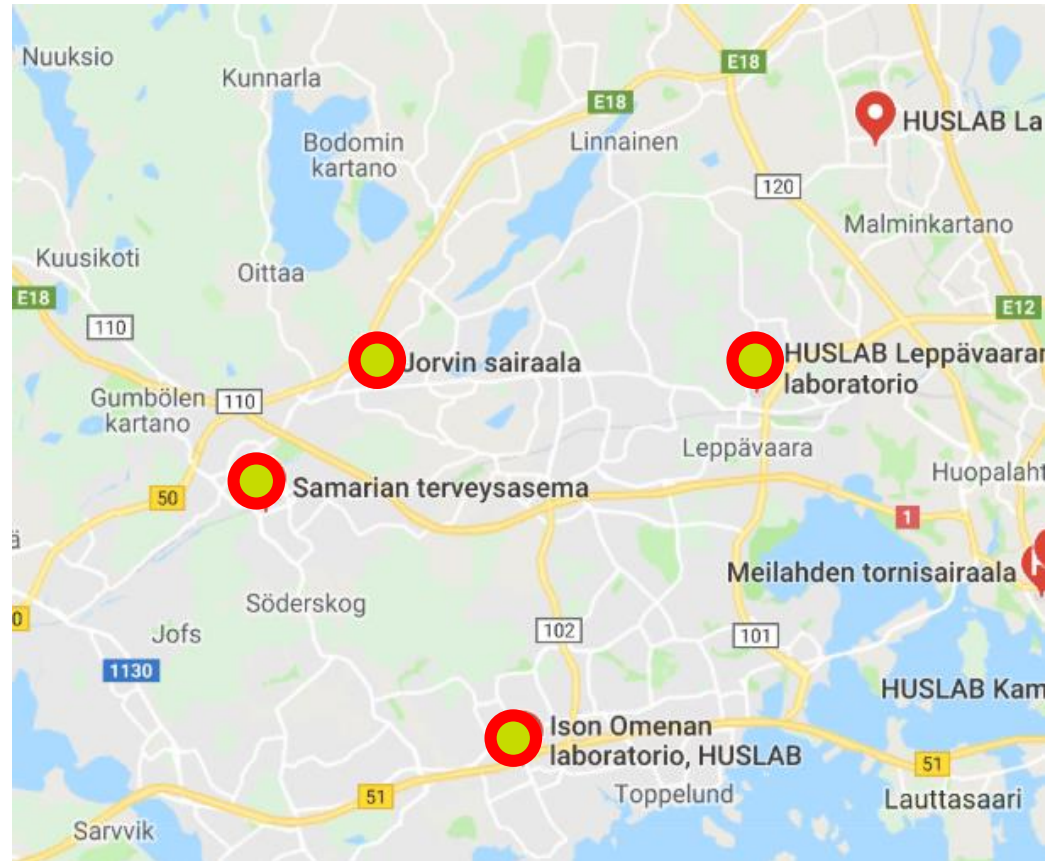 Nuuksio
Kunnarla
E18
E18
Bodomin
kartano
Linnainen
HUSLAB La
120
Malminkartano
Kuusikoti
Oittaa
E18
E12
110
Jorvin sairaala
HUSLAB Leppävaaran
laboratorio
Gumbölen
kartano
110
Leppävaara
Huopalaht
Samarian terveysasema
50
1
Meilahden tornisairaala
Söderskog
0
Jofs
102
101
1130
HUSLAB Kam
Ison Omenan
laboratorio, HUSLAB
51
51
Toppelund
Lauttasaari
Sarvvik